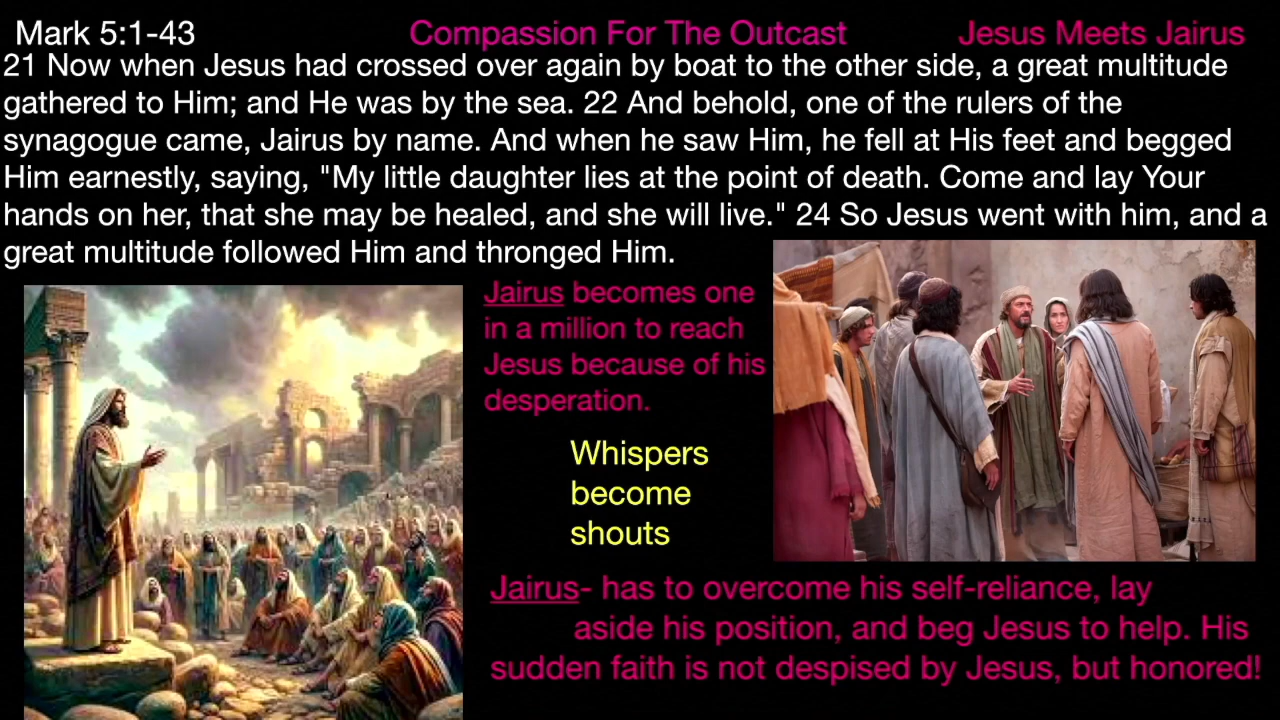 Mark 5:1-43 Compassion For The Outcast Jesus Meets Jairus
21 Now when Jesus had crossed over again by boat to the other side, a great multitude
gathered to Him; and He was by the sea. 22 And behold, one of the rulers of the
synagogue came, Jairus by name. And when he saw Him, he fell at His feet and begged
Him earnestly, saying, "My little daughter lies at the point of death. Come and lay Your
hands on her, that she may be healed, and she will live." 24 So Jesus went with him, and a
great multitude followed Him and thronged Him.
Jairus becomes one
in a million to reach
Jesus because of his
desperation.
Whispers
become
shouts
Jairus- has to overcome his self-reliance, lay
aside his position, and beg Jesus to help. His
sudden faith is not despised by Jesus, but honored!